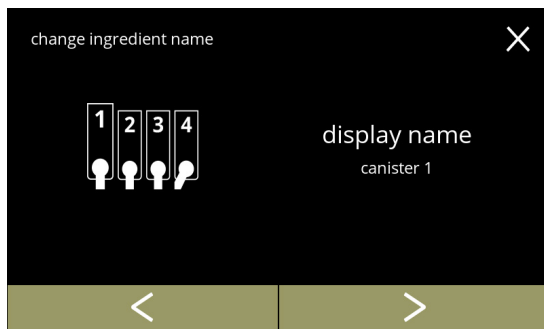 change ingredient name
1 2 3 4
display name
canister 1